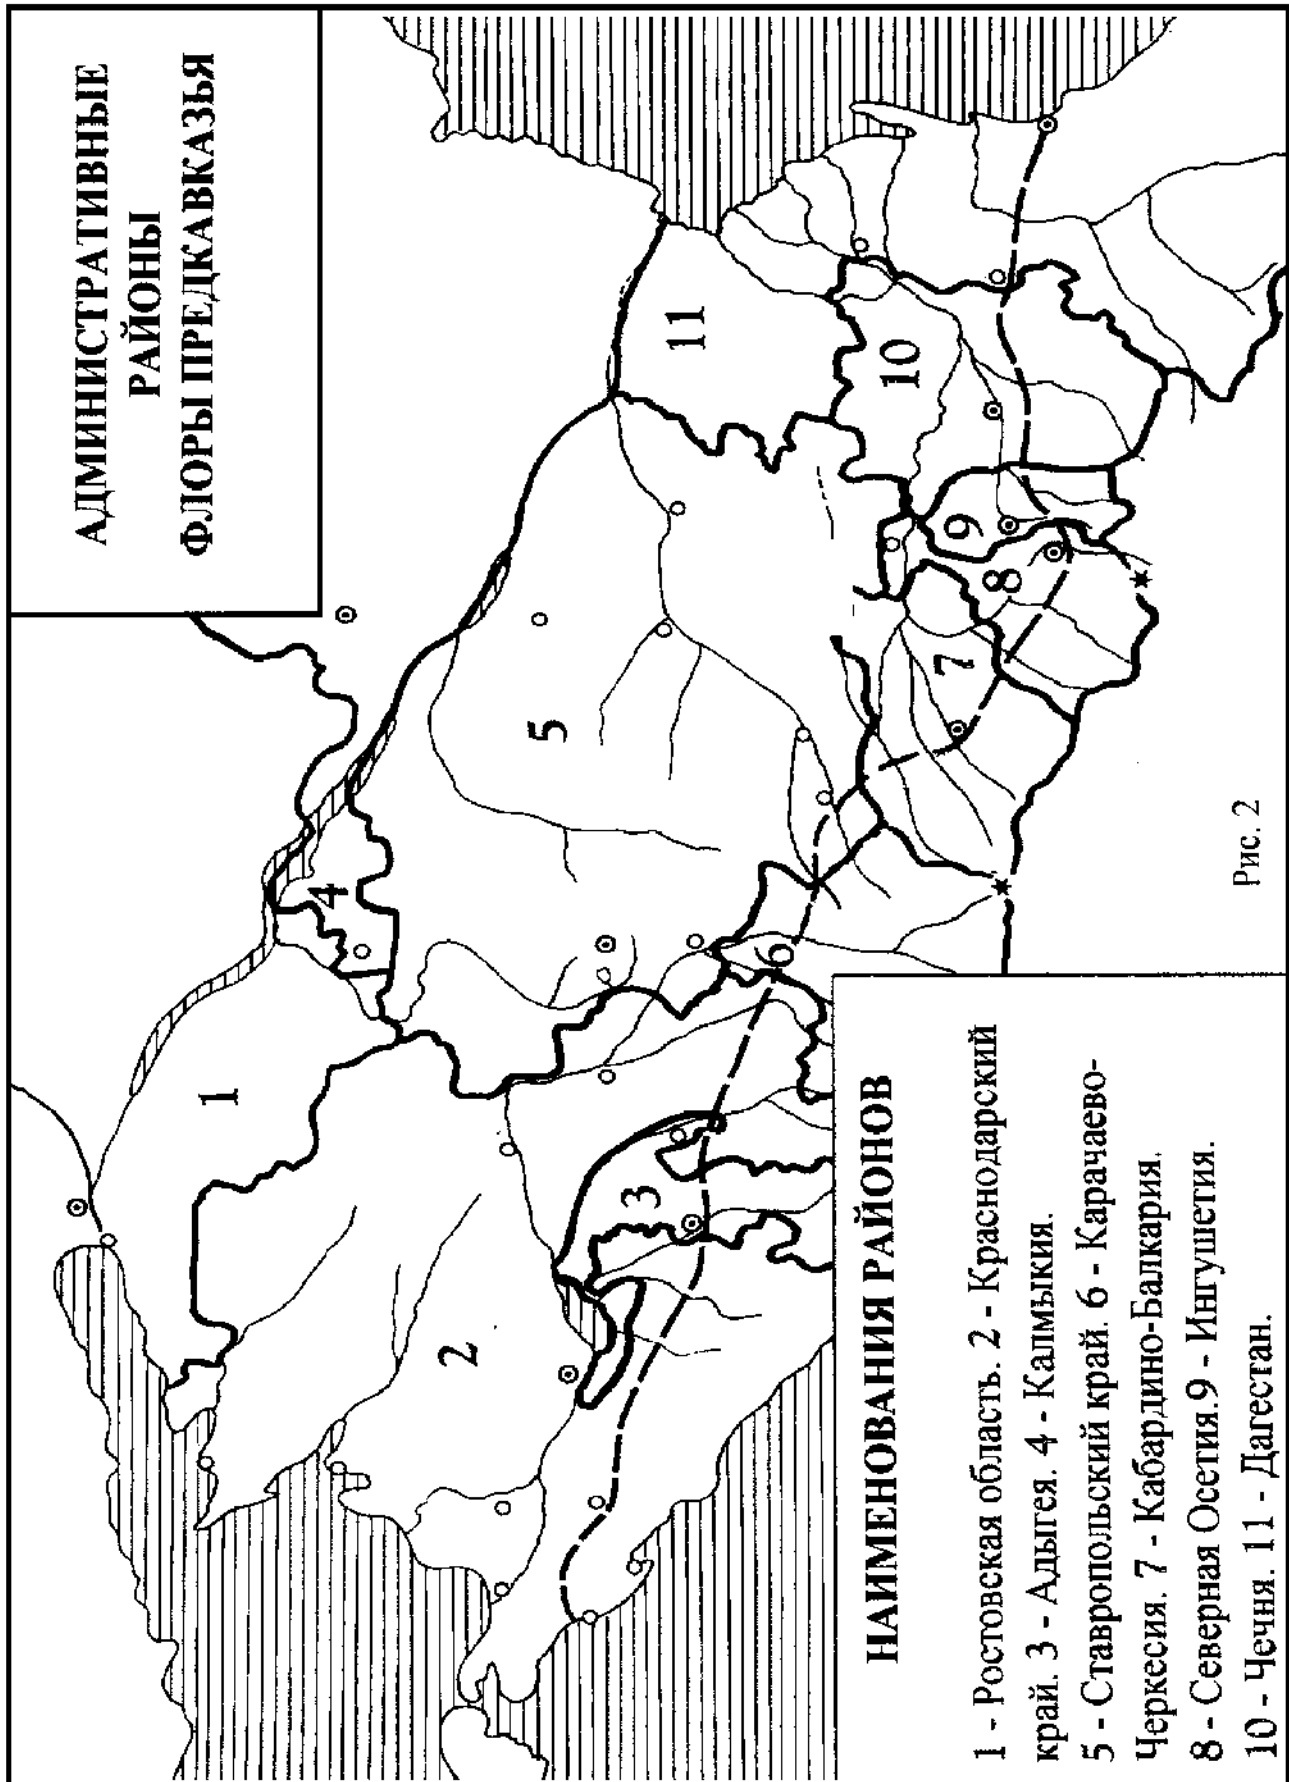 АДМИНИСТРАТИВНЫЕ
РАЙОНЫ
ФЛОРЫ ПРЕДКАВКАЗЬЯ
1
2
3
4
5
6
7
8
9
10
11
Рис. 2
НАИМЕНОВАНИЯ РАЙОНОВ
1 - Ростовская область. 2 - Краснодарский
край. 3 - Адыгея. 4 - Калмыкия.
5 - Ставропольский край. 6 - Карачаево-
Черкесия. 7 - Кабардино-Балкария.
8 - Северная Осетия.9 - Ингушетия.
10 - Чечня. 11 - Дагестан.